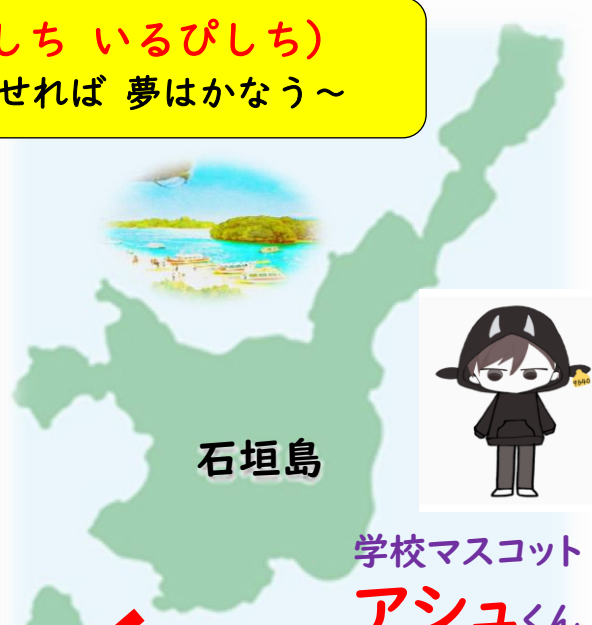 しち いるぴしち）
せれば 夢はかなう～
石垣島
学校マスコット
アシュくん